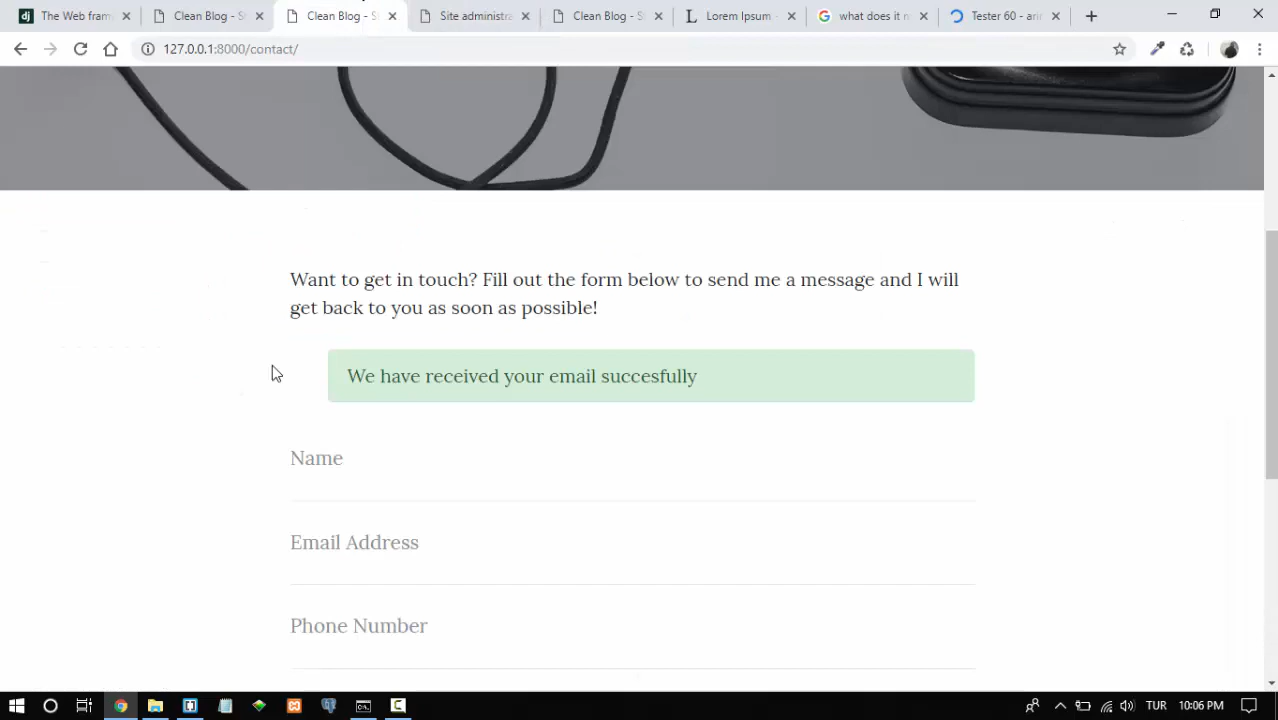 The Web fram
Clean Blog - S
Clean Blog - S
Site administra
Clean Blog - S
Lorem Ipsum -
what does it n
Tester 60 - anr
127.0.0.1:8000/contact/
Want to get in touch? Fill out the form below to send me a message and I will
get back to you as soon as possible!
We have received your email succesfully
Name
Email Address
Phone Number
TUR
10:06 PM